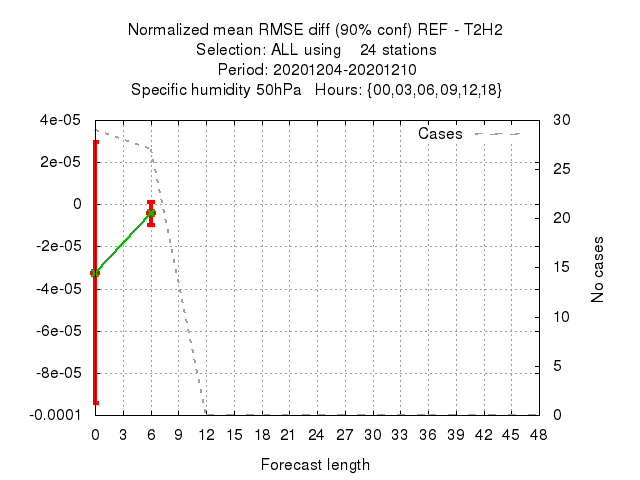 Normalized mean RMSE diff (90% conf) REF - T2H2
Selection: ALL using    24 stations
Period: 20201204-20201210
Specific humidity 50hPa   Hours: {00,03,06,09,12,18}
4e-05
2e-05
0
-2e-05
-4e-05
-6e-05
-8e-05
-0.0001
Cases
30
25
20
15
10
5
0
No cases
0 3 6 9 12 15 18 21 24 27 30 33 36 39 42 45 48
Forecast length